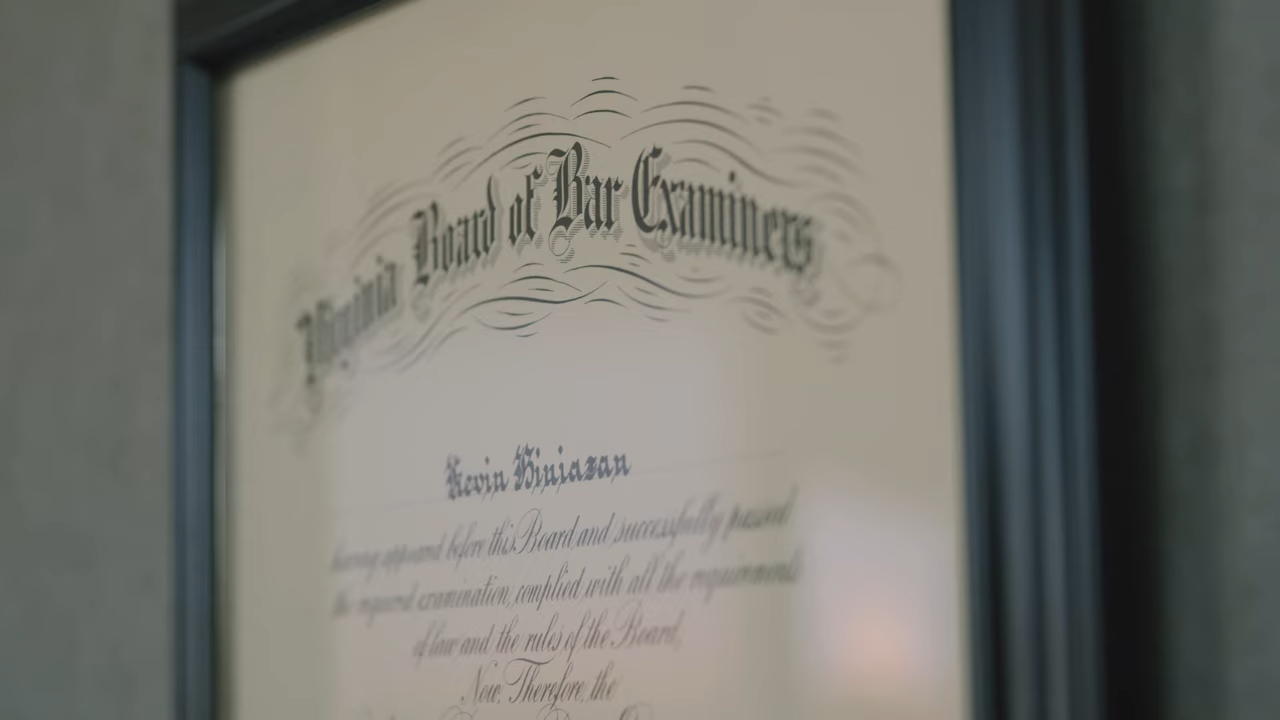 Virginia Board of Bar Examiners
Kevin Biniazan
having appeared before this Board and successfully passed
the required examination, complied with all the requirements
of law and the rules of the Board,
Now, Therefore, the